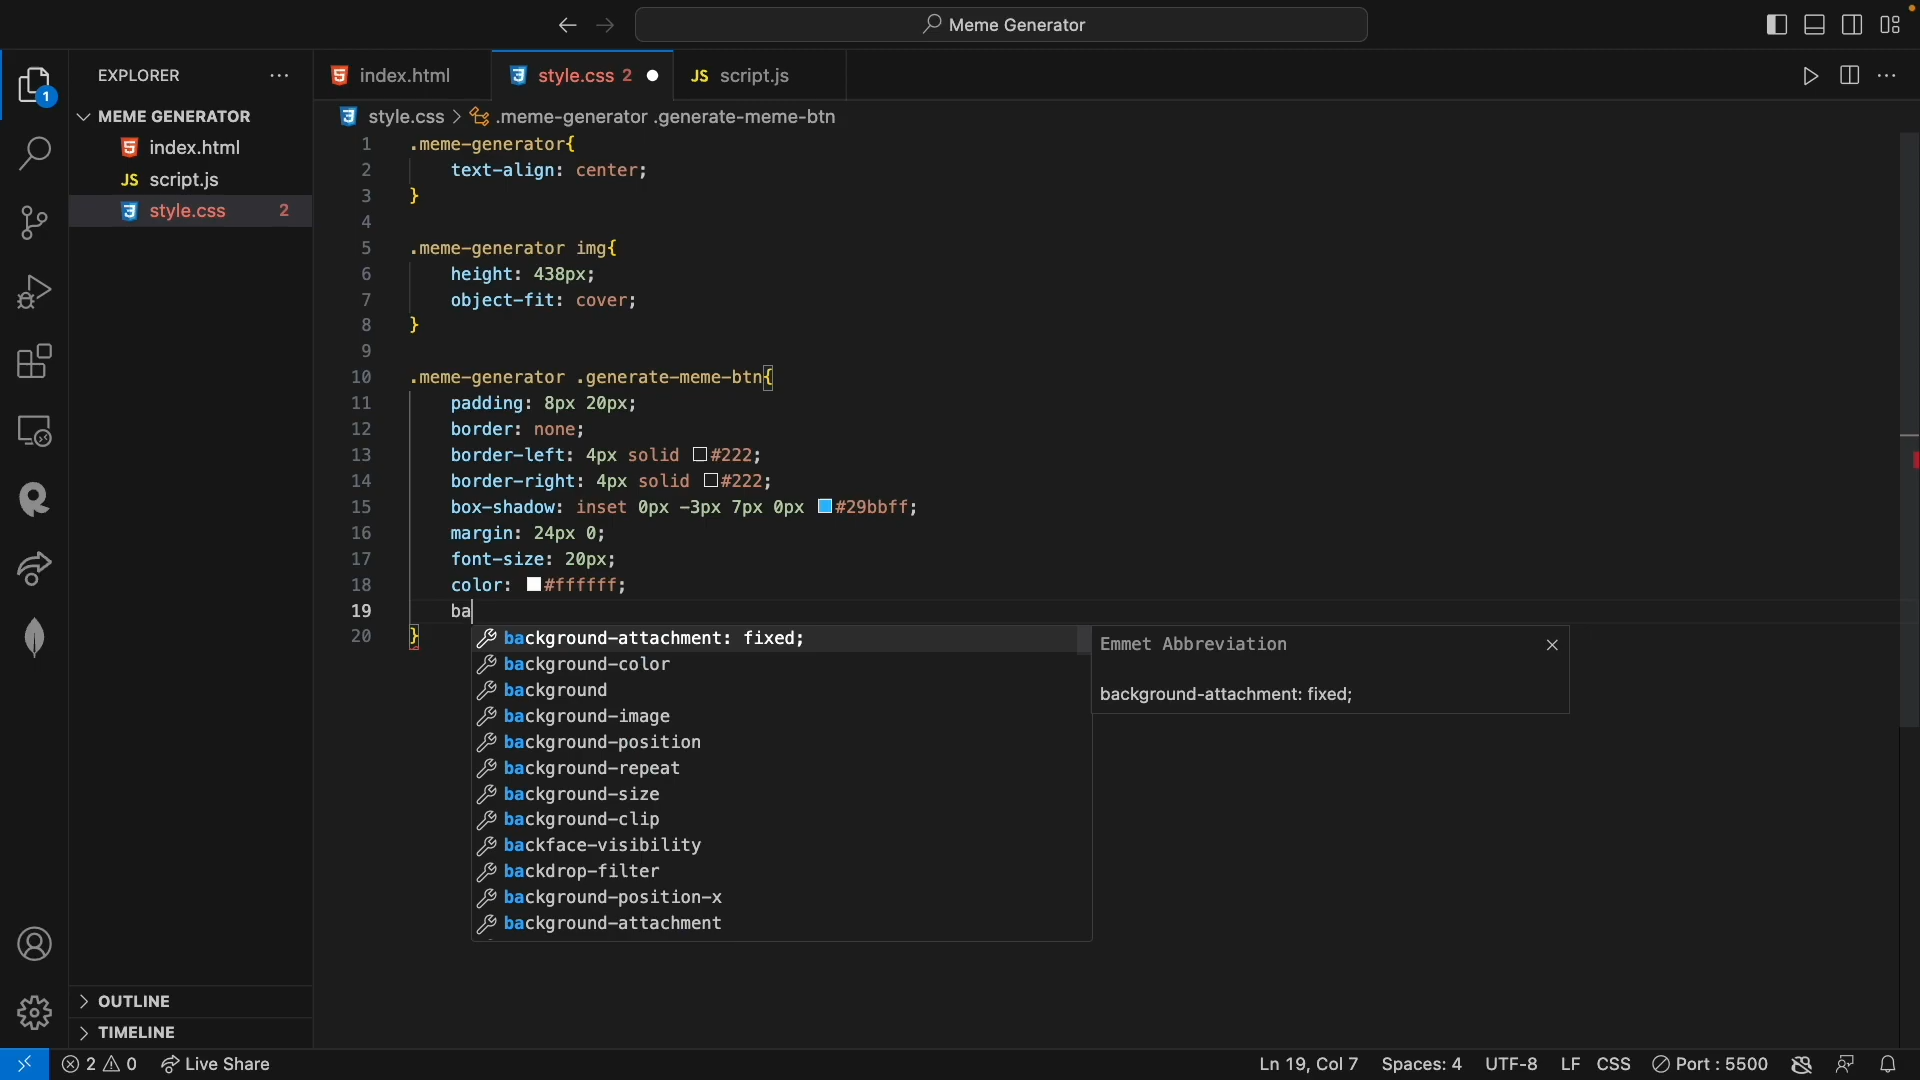 Meme Generator
EXPLORER
MEME GENERATOR
index.html
JS script.js
style.css 2
OUTLINE
TIMELINE
1
index.html
style.css 2
JS script.js
style.css > .meme-generator .generate-meme-btn
1 .meme-generator{
2 text-align: center;
3 }
4
5 .meme-generator img{
6 height: 438px;
7 object-fit: cover;
8 }
9
10 .meme-generator .generate-meme-btn{
11 padding: 8px 20px;
12 border: none;
13 border-left: 4px solid #222;
14 border-right: 4px solid #222;
15 box-shadow: inset 0px -3px 7px 0px #29bbff;
16 margin: 24px 0;
17 font-size: 20px;
18 color: #ffffff;
19 ba
20 }
background-attachment: fixed;
background-color
background
background-image
background-position
background-repeat
background-size
background-clip
backface-visibility
backdrop-filter
background-position-x
background-attachment
Emmet Abbreviation
background-attachment: fixed;
2 0 Live Share
Ln 19, Col 7 Spaces: 4 UTF-8 LF CSS Port : 5500